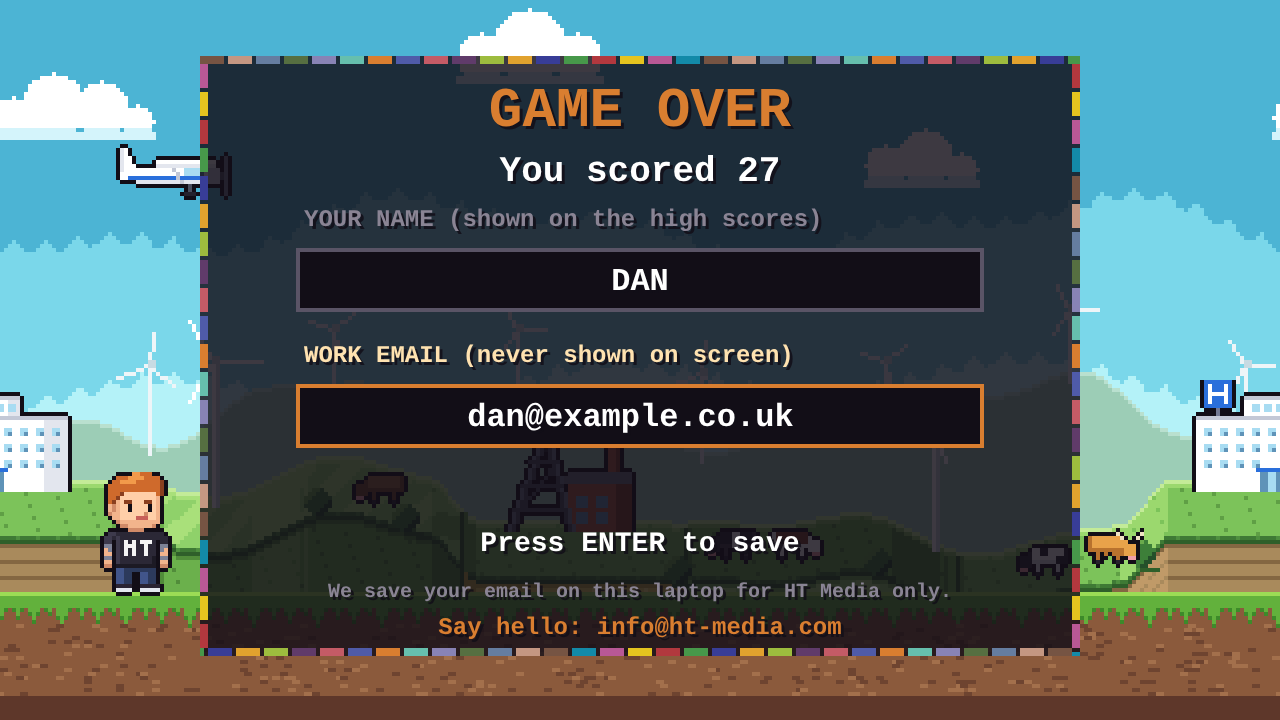 GAME OVER
You scored 27
YOUR NAME (shown on the high scores)
DAN
WORK EMAIL (never shown on screen)
dan@example.co.uk
H
HT
Press ENTER to save
We save your email on this laptop for HT Media only.
Say hello: info@ht-media.com